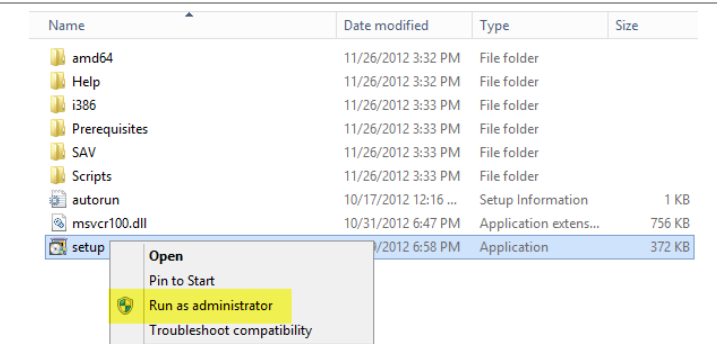 Name Date modified Type Size
amd64 11/26/2012 3:32 PM File folder
Help 11/26/2012 3:32 PM File folder
i386 11/26/2012 3:33 PM File folder
Prerequisites 11/26/2012 3:33 PM File folder
SAV 11/26/2012 3:33 PM File folder
Scripts 11/26/2012 3:33 PM File folder
autorun 10/17/2012 12:16 ... Setup Information 1 KB
msvcr100.dll 10/31/2012 6:47 PM Application extens... 756 KB
setup /2012 6:58 PM Application 372 KB
Open
Pin to Start
Run as administrator
Troubleshoot compatibility